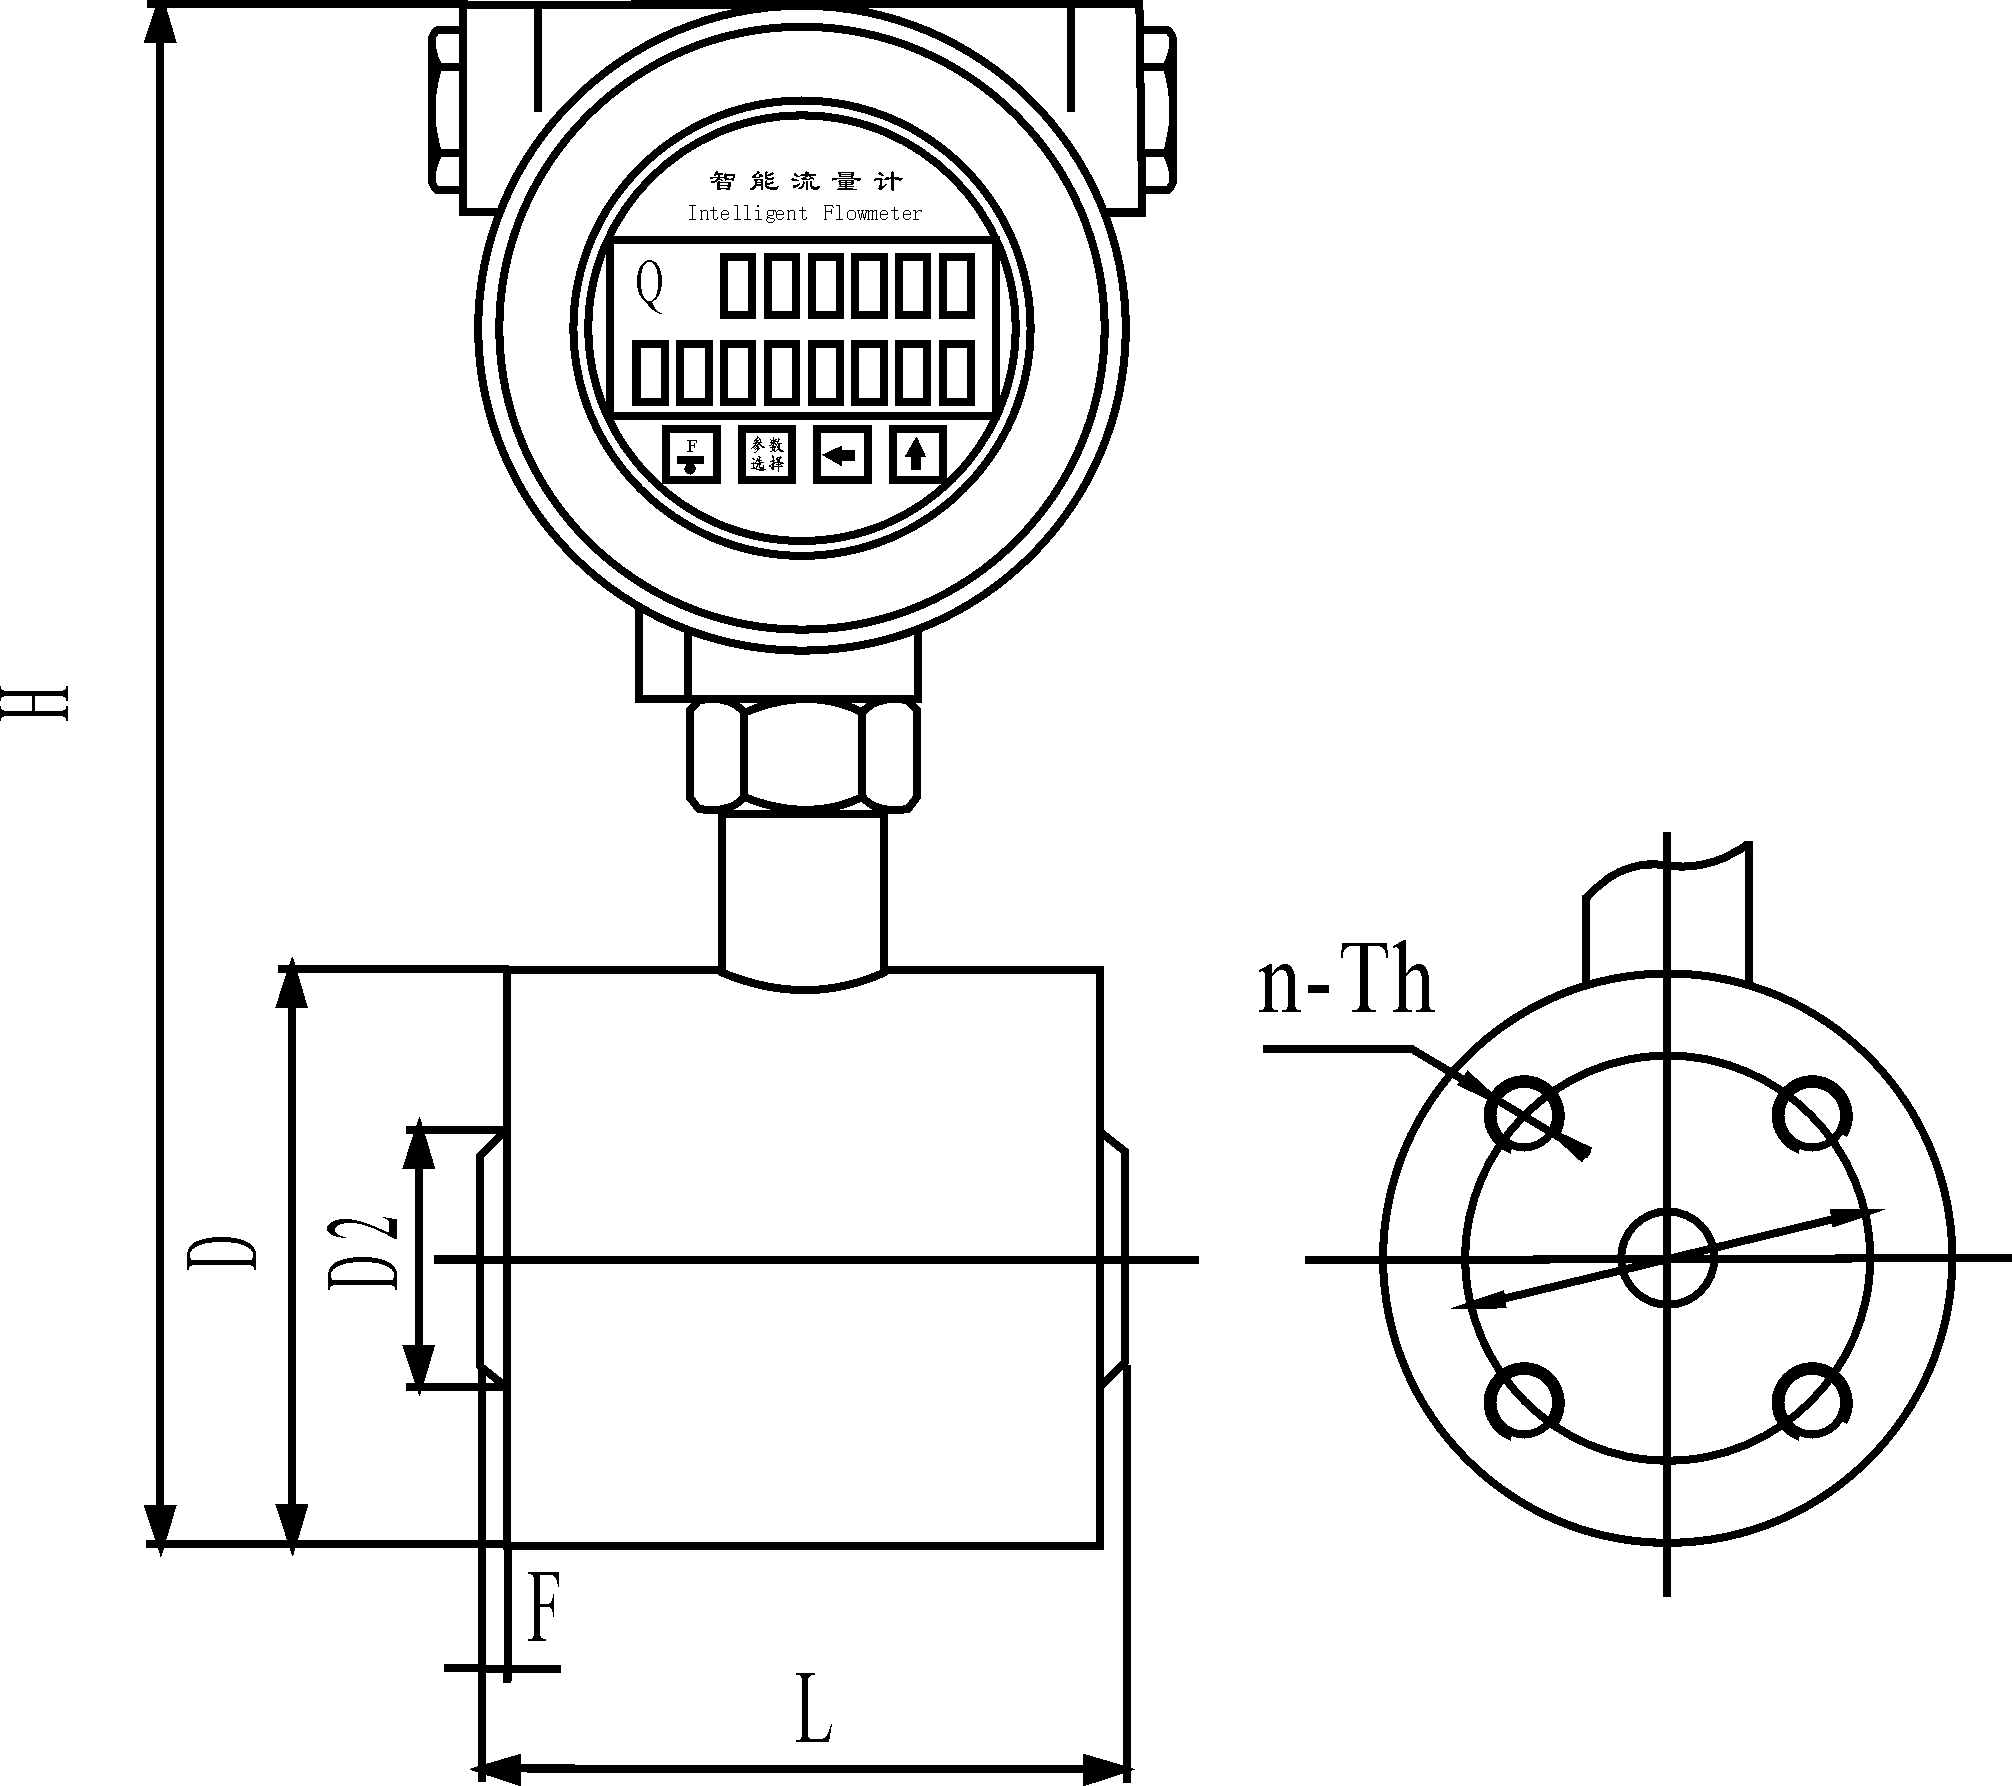 智能流量计
Intelligent Flowmeter
Q
F
参数
选择
H
n-Th
D
D2
F
L